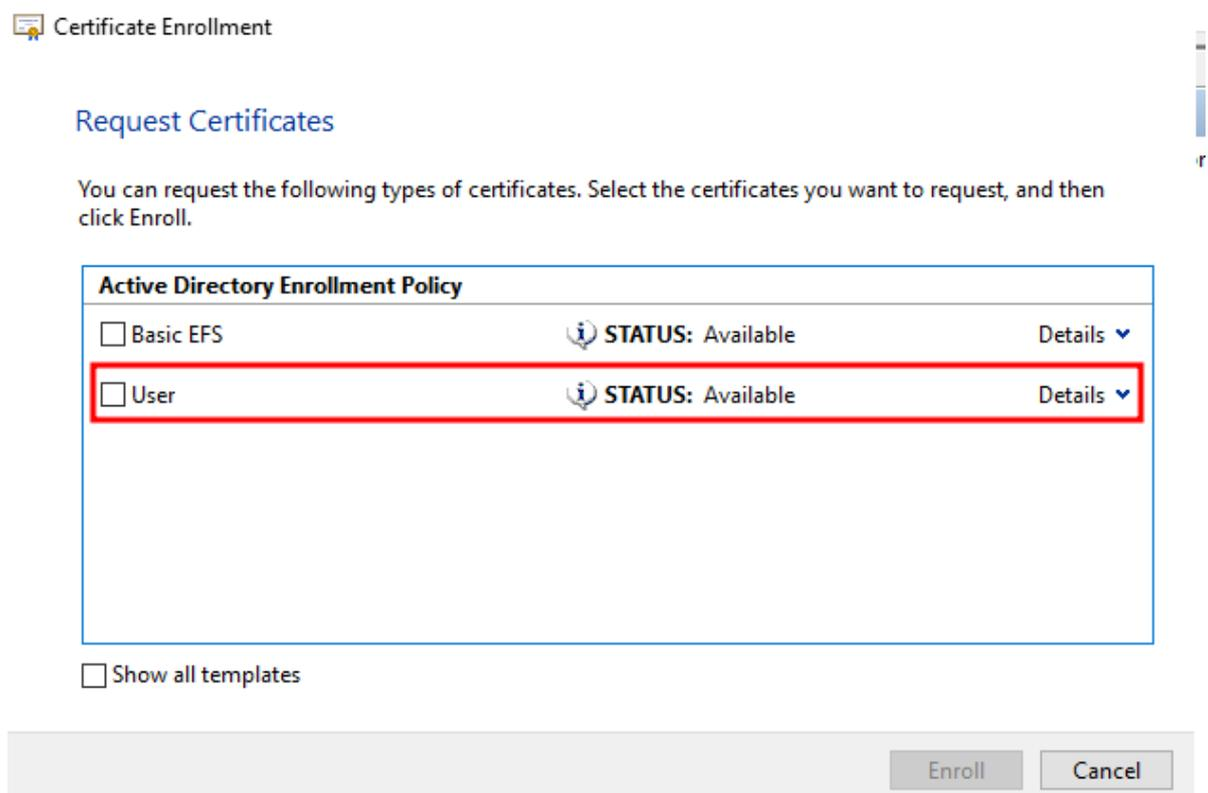 Certificate Enrollment
Request Certificates
You can request the following types of certificates. Select the certificates you want to request, and then
click Enroll.
Active Directory Enrollment Policy
Basic EFS STATUS: Available Details
User STATUS: Available Details
Show all templates
Enroll Cancel